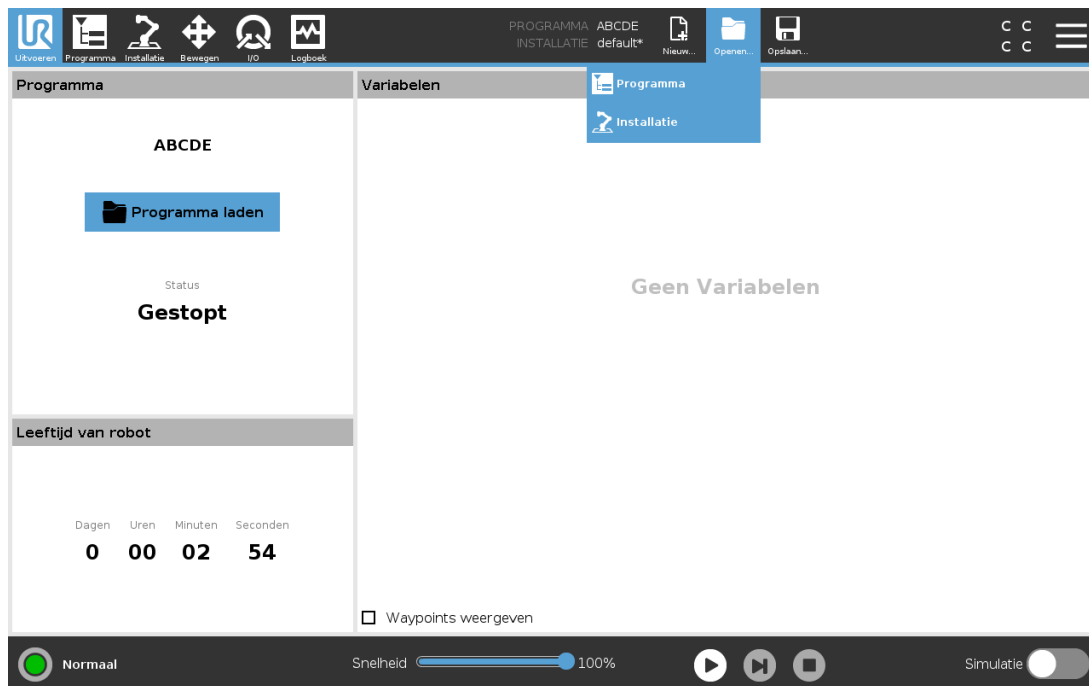 PROGRAMMA ABCDE
INSTALLATIE default*
C C
C C
Uitvoeren Programma Installatie Bewegen I/O Logboek Nieuw... Openen... Opslaan...
Programma
Installatie
Programma
ABCDE
Programma laden
Status
Gestopt
Leeftijd van robot
Dagen Uren Minuten Seconden
0 00 02 54
Variabelen
Geen Variabelen
Waypoints weergeven
Normaal Snelheid 100% Simulatie